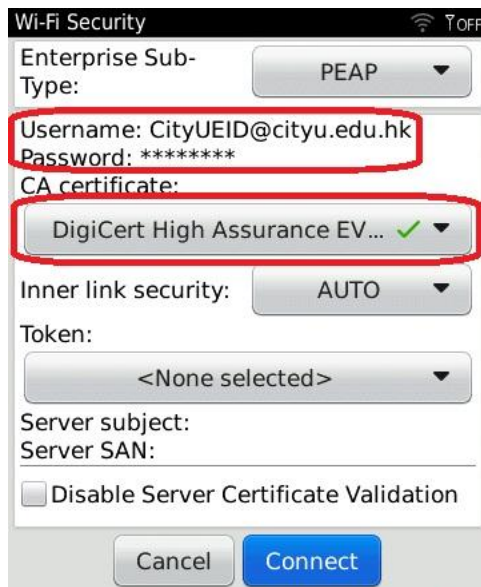 Wi-Fi Security OFF
Enterprise Sub-
Type:
PEAP
Username: CityUEID@cityu.edu.hk
Password: ********
CA certificate:
DigiCert High Assurance EV...
Inner link security: AUTO
Token:
<None selected>
Server subject:
Server SAN:
Disable Server Certificate Validation
Cancel Connect